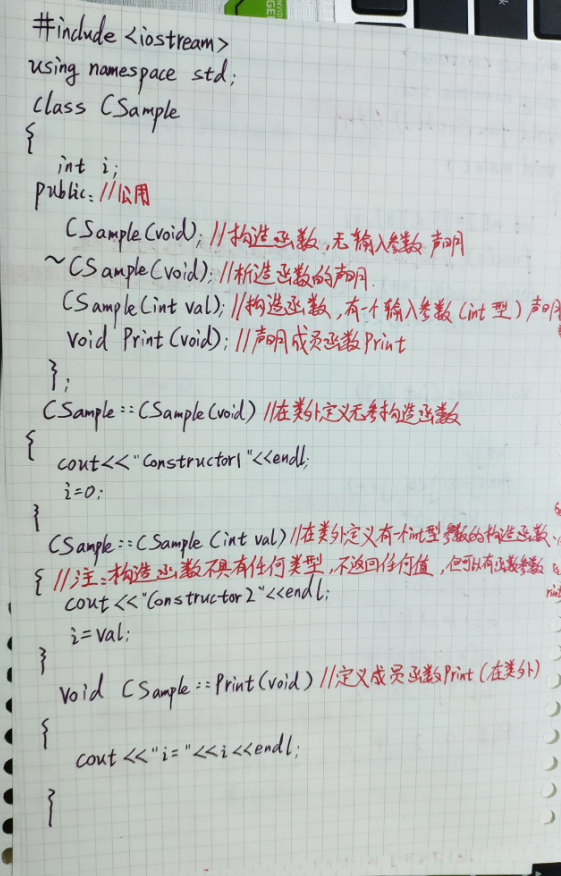 #include <iostream>
using namespace std;
class CSample
{
int i;
public: //公用
CSample(void); //构造函数,无输入参数 声明
~CSample(void); //析造函数的声明.
CSample(int val); //构造函数,有一个输入参数(int 型)声明
void Print(void); //声明成员函数Print
};
CSample::CSample(void) //在类外定义无参构造函数
{
cout<<"Constructor1"<<endl;
i=0;
}
CSample::CSample(int val) //在类外定义有一个int型参数的构造函数.
{ //注:构造函数不具有任何类型,不返回任何值,但可以有函数参数
cout<<"Constructor2"<<endl;
i=val;
}
void CSample::Print(void) //定义成员函数Print(在类外)
{
cout<<"i="<<i<<endl;
}